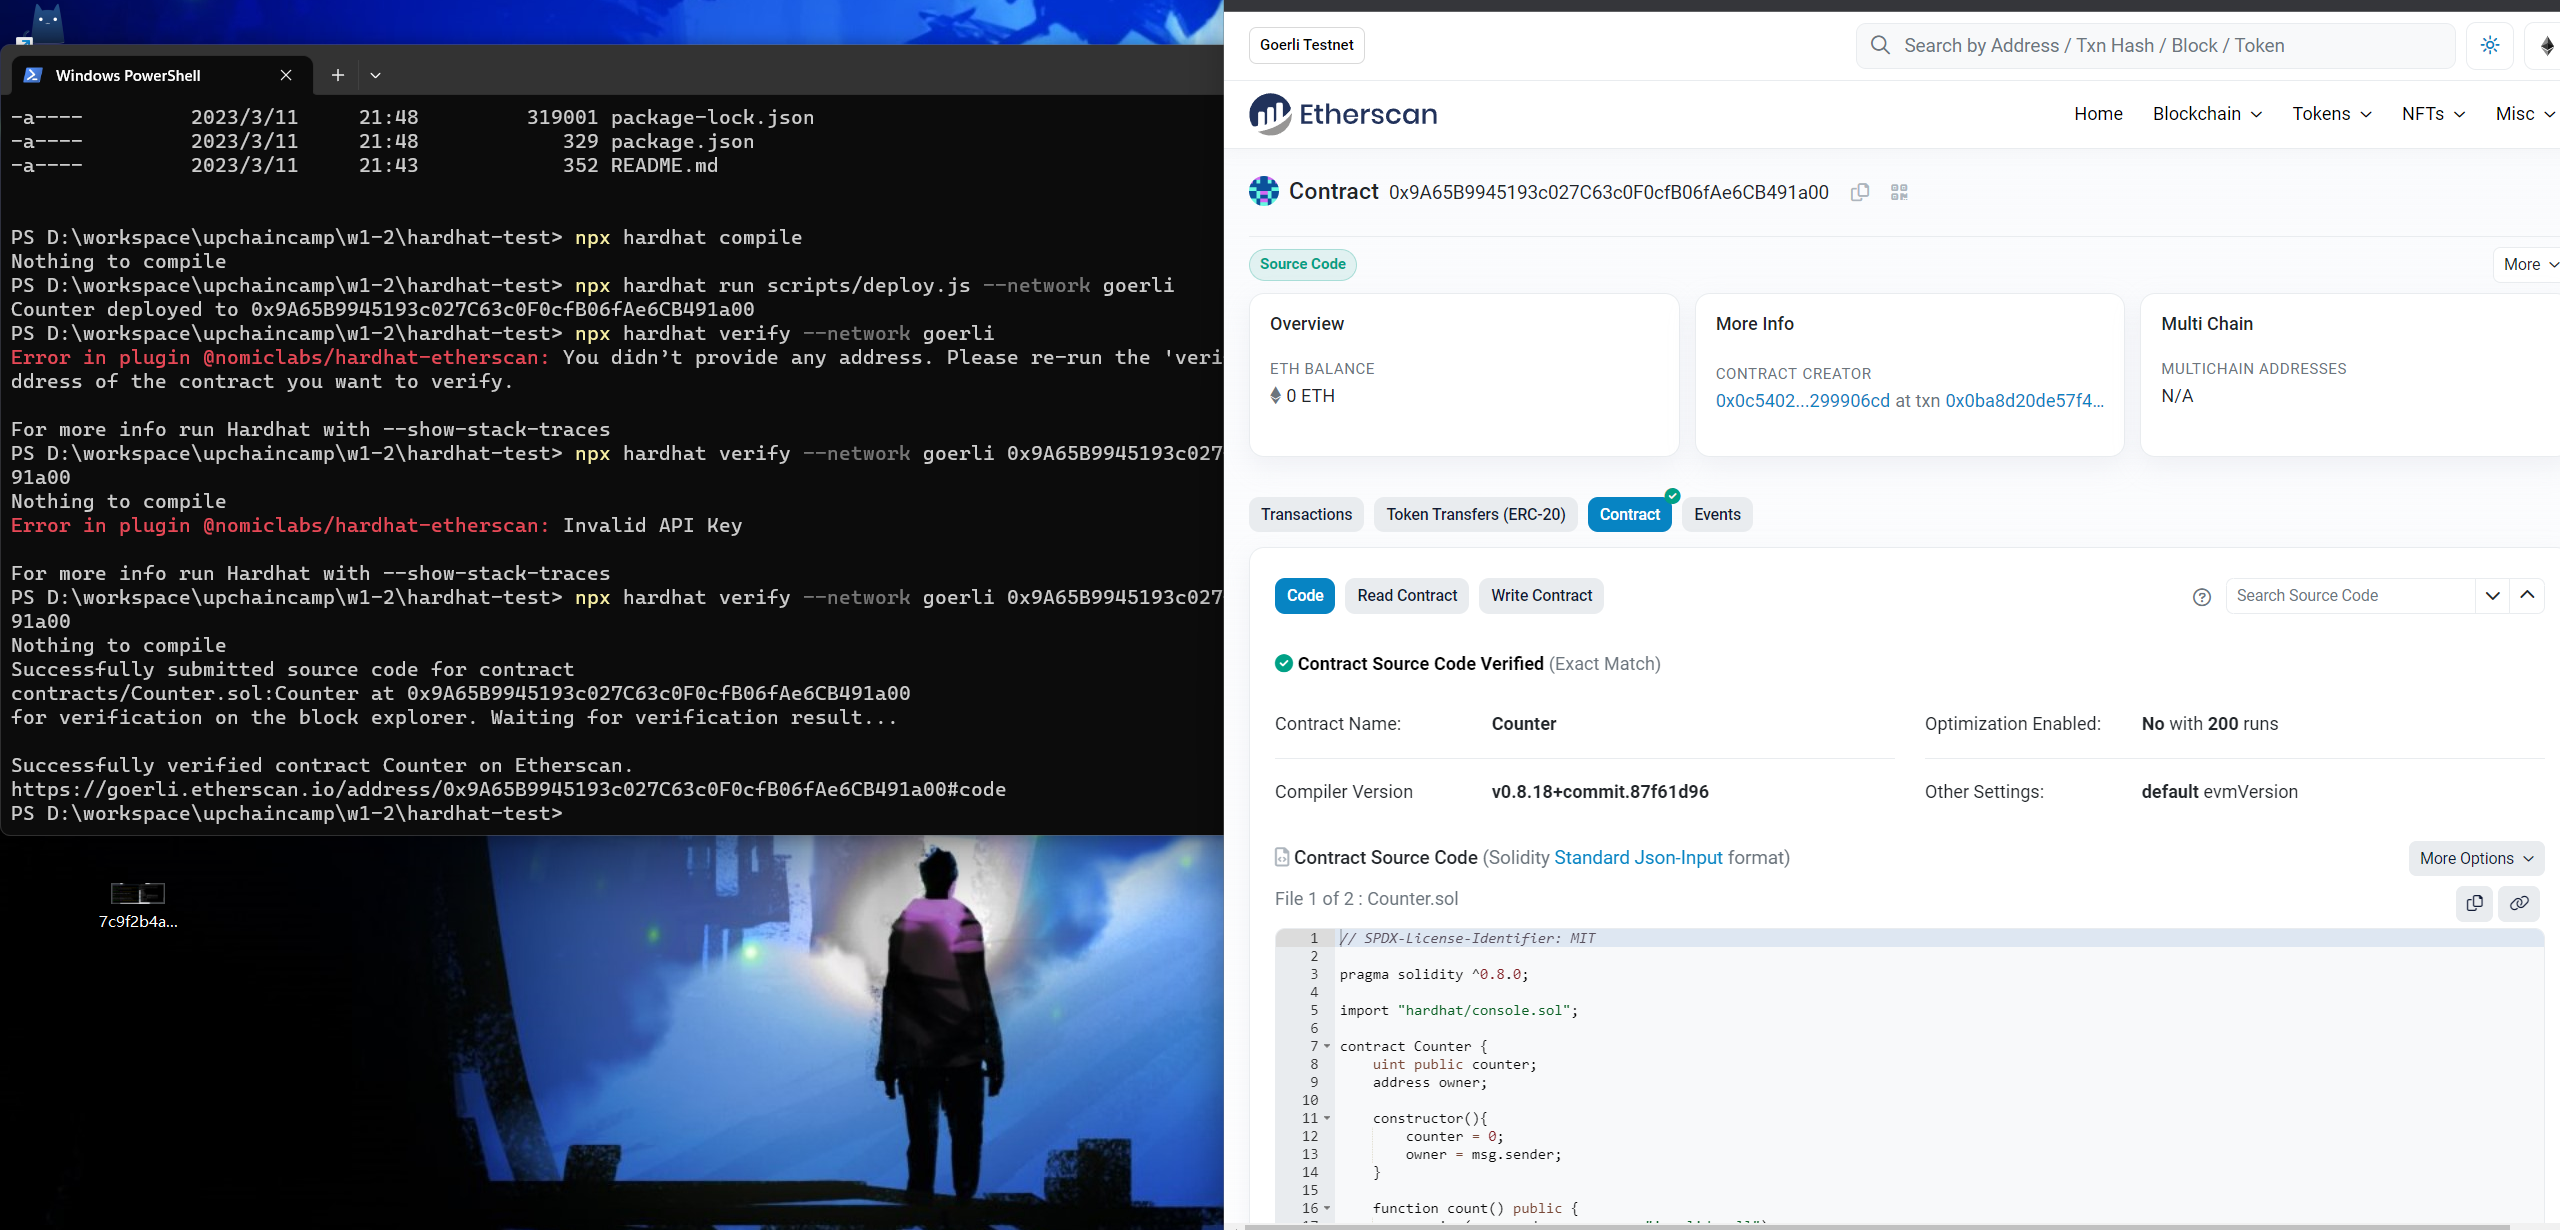 Windows PowerShell
-a---- 2023/3/11 21:48 319001 package-lock.json
-a---- 2023/3/11 21:48 329 package.json
-a---- 2023/3/11 21:43 352 README.md
PS D:\workspace\upchaincamp\w1-2\hardhat-test> npx hardhat compile
Nothing to compile
PS D:\workspace\upchaincamp\w1-2\hardhat-test> npx hardhat run scripts/deploy.js --network goerli
Counter deployed to 0x9A65B9945193c027C63c0F0cfB06fAe6CB491a00
PS D:\workspace\upchaincamp\w1-2\hardhat-test> npx hardhat verify --network goerli
Error in plugin @nomiclabs/hardhat-etherscan: You didn’t provide any address. Please re-run the 'veri
ddress of the contract you want to verify.
For more info run Hardhat with --show-stack-traces
PS D:\workspace\upchaincamp\w1-2\hardhat-test> npx hardhat verify --network goerli 0x9A65B9945193c027
91a00
Nothing to compile
Error in plugin @nomiclabs/hardhat-etherscan: Invalid API Key
For more info run Hardhat with --show-stack-traces
PS D:\workspace\upchaincamp\w1-2\hardhat-test> npx hardhat verify --network goerli 0x9A65B9945193c027
91a00
Nothing to compile
Successfully submitted source code for contract
contracts/Counter.sol:Counter at 0x9A65B9945193c027C63c0F0cfB06fAe6CB491a00
for verification on the block explorer. Waiting for verification result...
Successfully verified contract Counter on Etherscan.
https://goerli.etherscan.io/address/0x9A65B9945193c027C63c0F0cfB06fAe6CB491a00#code
PS D:\workspace\upchaincamp\w1-2\hardhat-test>
7c9f2b4a...
Goerli Testnet
Search by Address / Txn Hash / Block / Token
Etherscan
Home Blockchain Tokens NFTs Misc
Contract 0x9A65B9945193c027C63c0F0cfB06fAe6CB491a00
Source Code
More
Overview
ETH BALANCE
0 ETH
More Info
CONTRACT CREATOR
0x0c5402...299906cd at txn 0x0ba8d20de57f4...
Multi Chain
MULTICHAIN ADDRESSES
N/A
Transactions Token Transfers (ERC-20) Contract Events
Code Read Contract Write Contract
Search Source Code
Contract Source Code Verified (Exact Match)
Contract Name: Counter
Optimization Enabled: No with 200 runs
Compiler Version v0.8.18+commit.87f61d96
Other Settings: default evmVersion
Contract Source Code (Solidity Standard Json-Input format)
More Options
File 1 of 2 : Counter.sol
1 // SPDX-License-Identifier: MIT
2
3 pragma solidity ^0.8.0;
4
5 import "hardhat/console.sol";
6
7 contract Counter {
8 uint public counter;
9 address owner;
10
11 constructor(){
12 counter = 0;
13 owner = msg.sender;
14 }
15
16 function count() public {